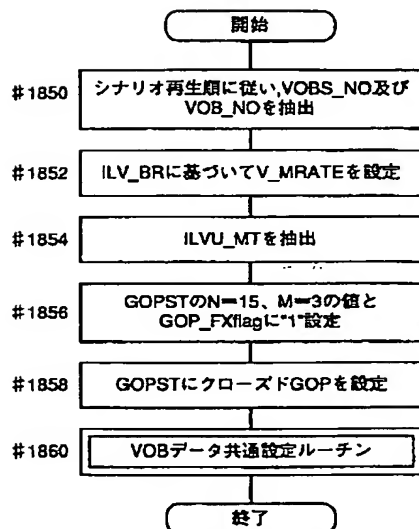 開始
#1850
シナリオ再生順に従い,VOBS_NO及び
VOB_NOを抽出
#1852
ILV_BRに基づいてV_MRATEを設定
#1854
ILVU_MTを抽出
#1856
GOPSTのN=15、M=3の値と
GOP_FXflagに"1"設定
#1858
GOPSTにクローズドGOPを設定
#1860
VOBデータ共通設定ルーチン
終了